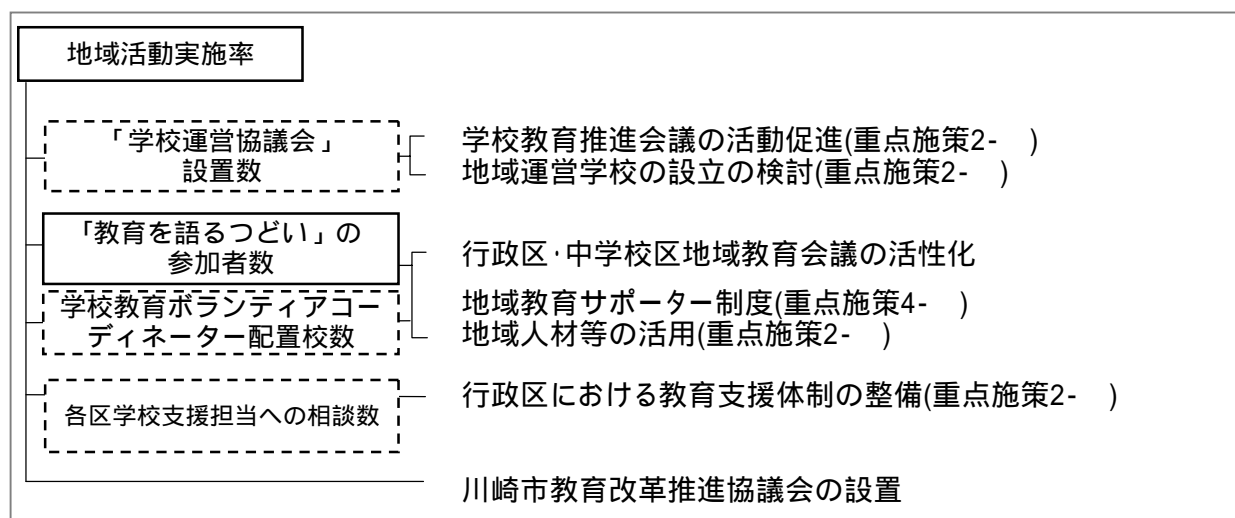 地域活動実施率
「学校運営協議会」
設置数
学校教育推進会議の活動促進(重点施策2-　)
地域運営学校の設立の検討(重点施策2-　)
「教育を語るつどい」の
参加者数
行政区・中学校区地域教育会議の活性化
学校教育ボランティアコー
ディネーター配置校数
地域教育サポーター制度(重点施策4-　)
地域人材等の活用(重点施策2-　)
各区学校支援担当への相談数
行政区における教育支援体制の整備(重点施策2-　)
川崎市教育改革推進協議会の設置